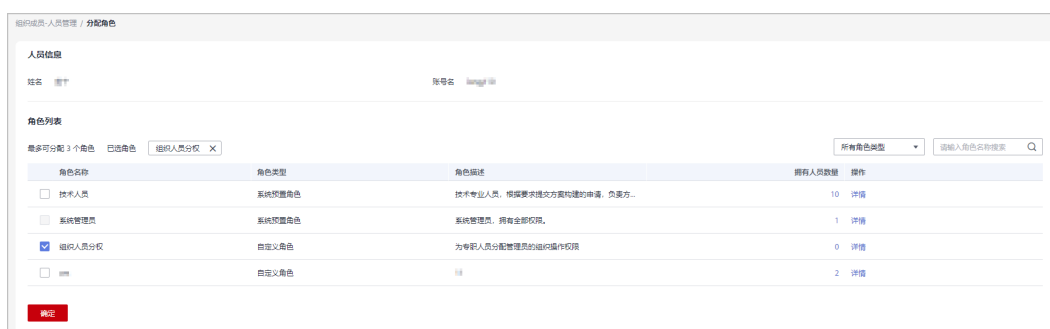 组织成员-人员管理 / 分配角色
人员信息
姓名 账号名
角色列表
最多可分配 3 个角色 已选角色 组织人员分权 所有角色类型 请输入角色名称搜索
角色名称 角色类型 角色描述 拥有人员数量 操作
技术人员 系统预置角色 技术专业人员，根据要求提交方案构建的申请，负责方... 10 详情
系统管理员 系统预置角色 系统管理员，拥有全部权限。 1 详情
组织人员分权 自定义角色 为专职人员分配管理员的组织操作权限 0 详情
自定义角色 2 详情
确定